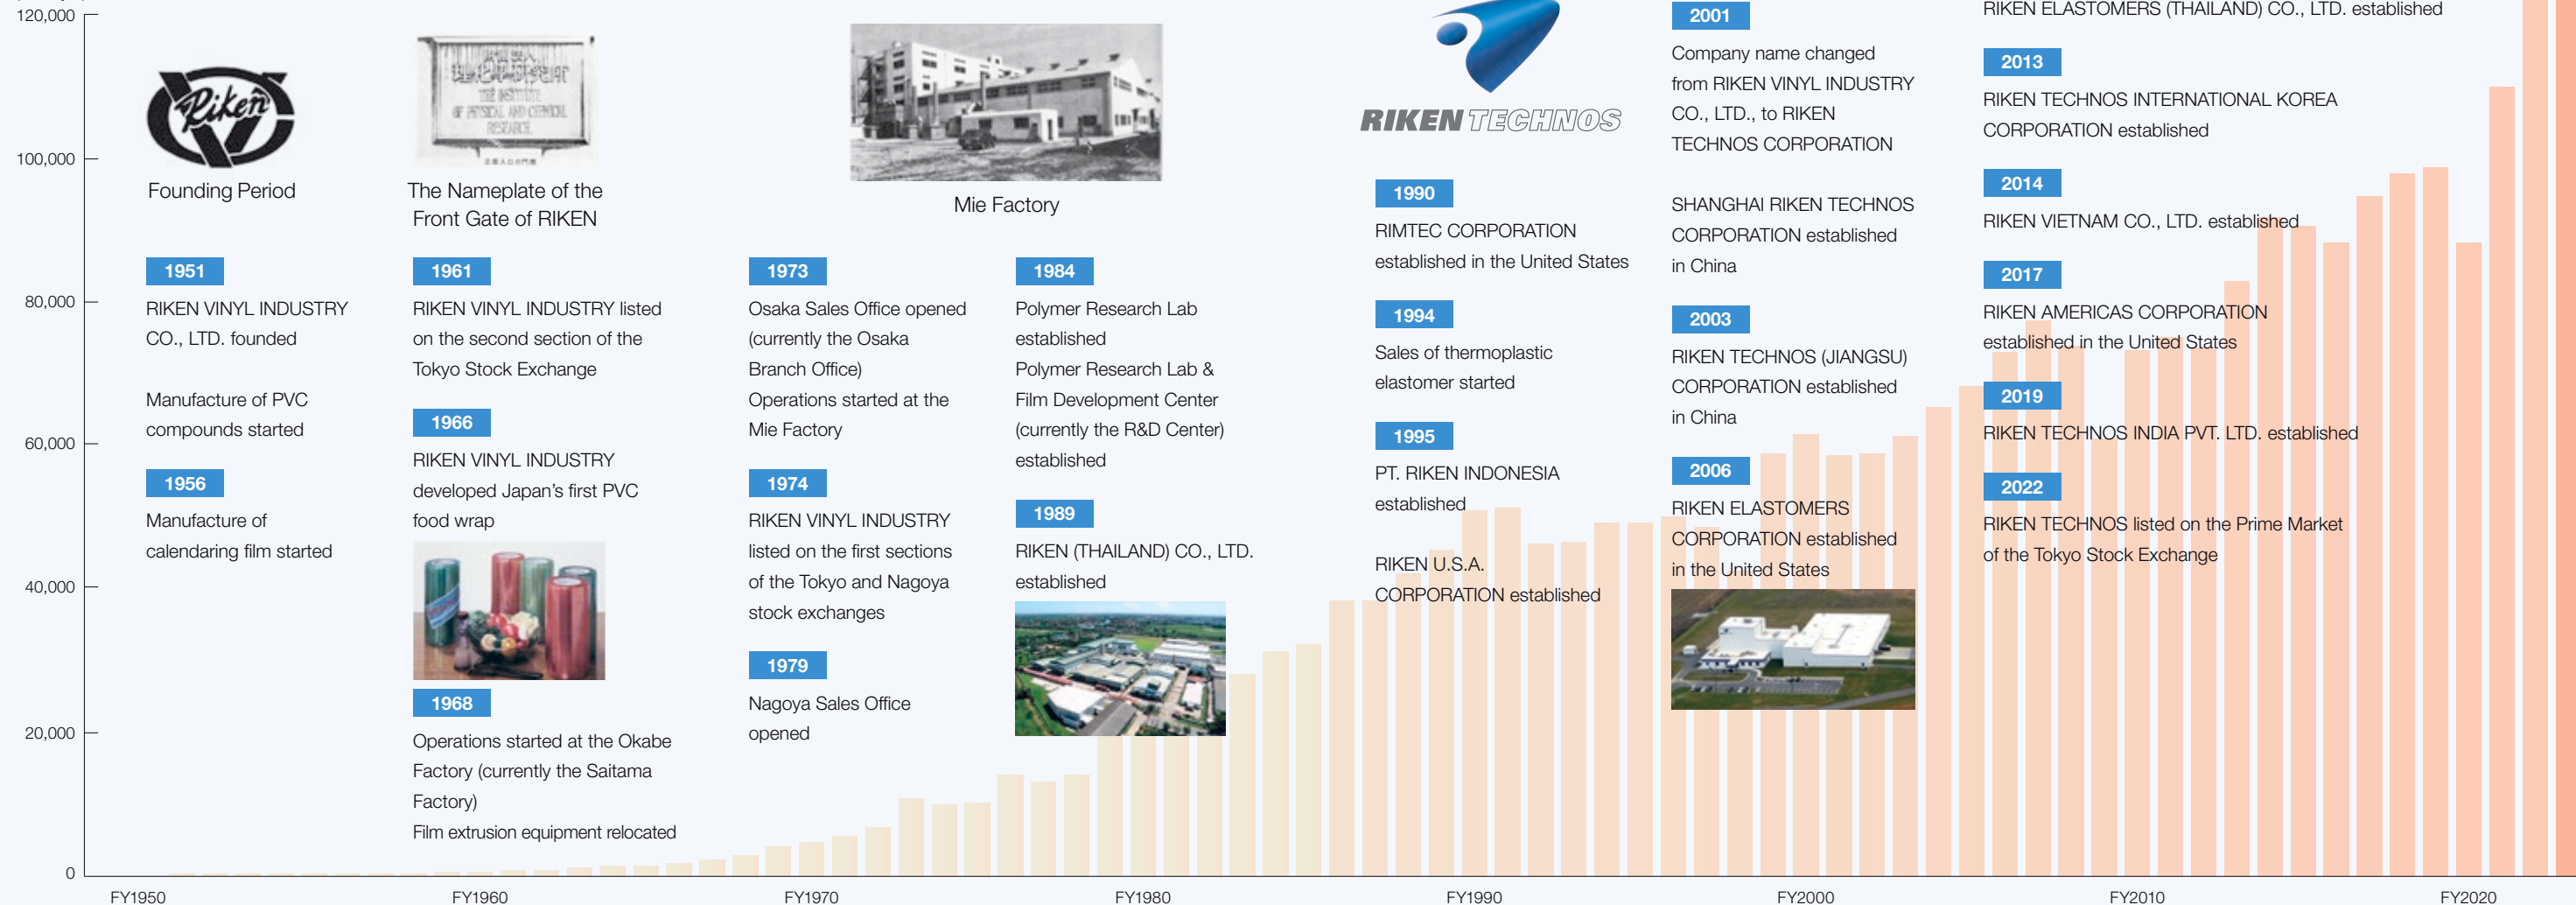 120,000
100,000
80,000
60,000
40,000
20,000
0
Riken
Founding Period
1951
RIKEN VINYL INDUSTRY
CO., LTD. founded
Manufacture of PVC
compounds started
1956
Manufacture of
calendaring film started
THE INSTITUTE
OF PHYSICAL AND CHEMICAL
RESEARCH.
The Nameplate of the
Front Gate of RIKEN
1961
RIKEN VINYL INDUSTRY listed
on the second section of the
Tokyo Stock Exchange
1966
RIKEN VINYL INDUSTRY
developed Japan’s first PVC
food wrap
1968
Operations started at the Okabe
Factory (currently the Saitama
Factory)
Film extrusion equipment relocated
Mie Factory
1973
Osaka Sales Office opened
(currently the Osaka
Branch Office)
Operations started at the
Mie Factory
1974
RIKEN VINYL INDUSTRY
listed on the first sections
of the Tokyo and Nagoya
stock exchanges
1979
Nagoya Sales Office
opened
1984
Polymer Research Lab
established
Polymer Research Lab &
Film Development Center
(currently the R&D Center)
established
1989
RIKEN (THAILAND) CO., LTD.
established
RIKEN TECHNOS
1990
RIMTEC CORPORATION
established in the United States
1994
Sales of thermoplastic
elastomer started
1995
PT. RIKEN INDONESIA
established
RIKEN U.S.A.
CORPORATION established
2001
Company name changed
from RIKEN VINYL INDUSTRY
CO., LTD., to RIKEN
TECHNOS CORPORATION
SHANGHAI RIKEN TECHNOS
CORPORATION established
in China
2003
RIKEN TECHNOS (JIANGSU)
CORPORATION established
in China
2006
RIKEN ELASTOMERS
CORPORATION established
in the United States
RIKEN ELASTOMERS (THAILAND) CO., LTD. established
2013
RIKEN TECHNOS INTERNATIONAL KOREA
CORPORATION established
2014
RIKEN VIETNAM CO., LTD. established
2017
RIKEN AMERICAS CORPORATION
established in the United States
2019
RIKEN TECHNOS INDIA PVT. LTD. established
2022
RIKEN TECHNOS listed on the Prime Market
of the Tokyo Stock Exchange
FY1950
FY1960
FY1970
FY1980
FY1990
FY2000
FY2010
FY2020